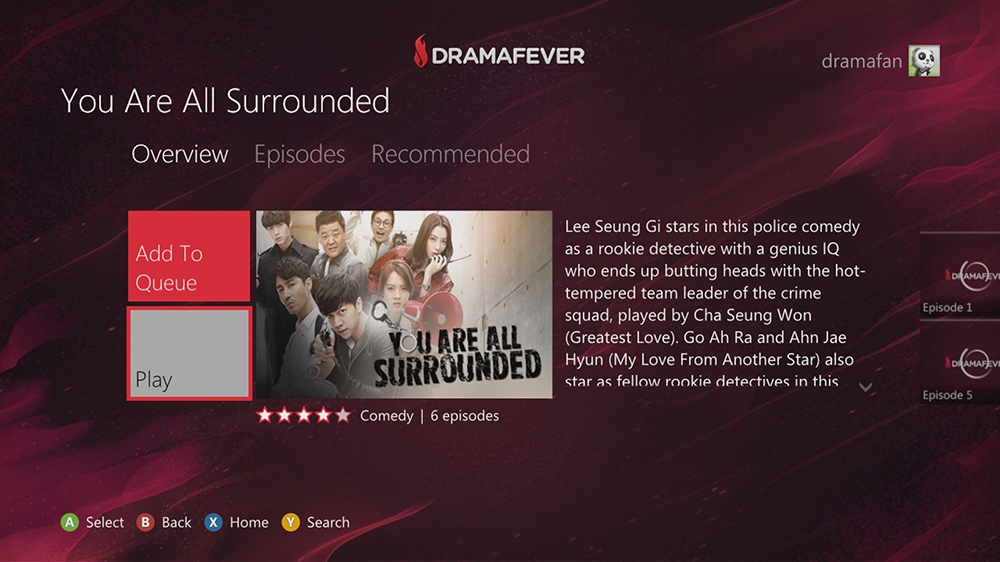 DRAMAFEVER
dramafan
You Are All Surrounded
Overview Episodes Recommended
Add To
Queue
Play
YOU ARE ALL
SURROUNDED
Lee Seung Gi stars in this police comedy
as a rookie detective with a genius IQ
who ends up butting heads with the hot-
tempered team leader of the crime
squad, played by Cha Seung Won
(Greatest Love). Go Ah Ra and Ahn Jae
Hyun (My Love From Another Star) also
star as fellow rookie detectives in this
Comedy | 6 episodes
DRAMAFEV
Episode 1
DRAMAFEV
Episode 5
A Select B Back X Home Y Search